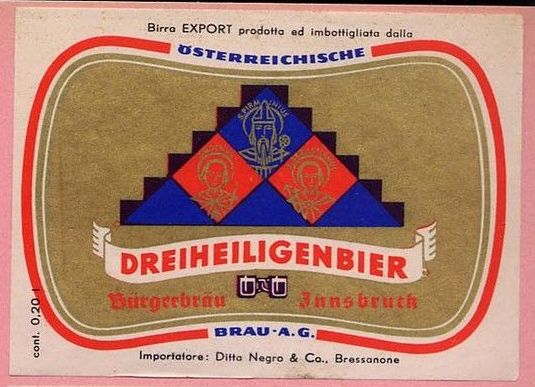 Birra EXPORT prodotta ed imbottigliata dalla
ÖSTERREICHISCHE
S. PIRMINIUS
DREIHEILIGENBIER
Bürgerbräu Innsbruck
BRAU-A.G.
Importatore: Ditta Negro & Co., Bressanone
cont. 0,20 l